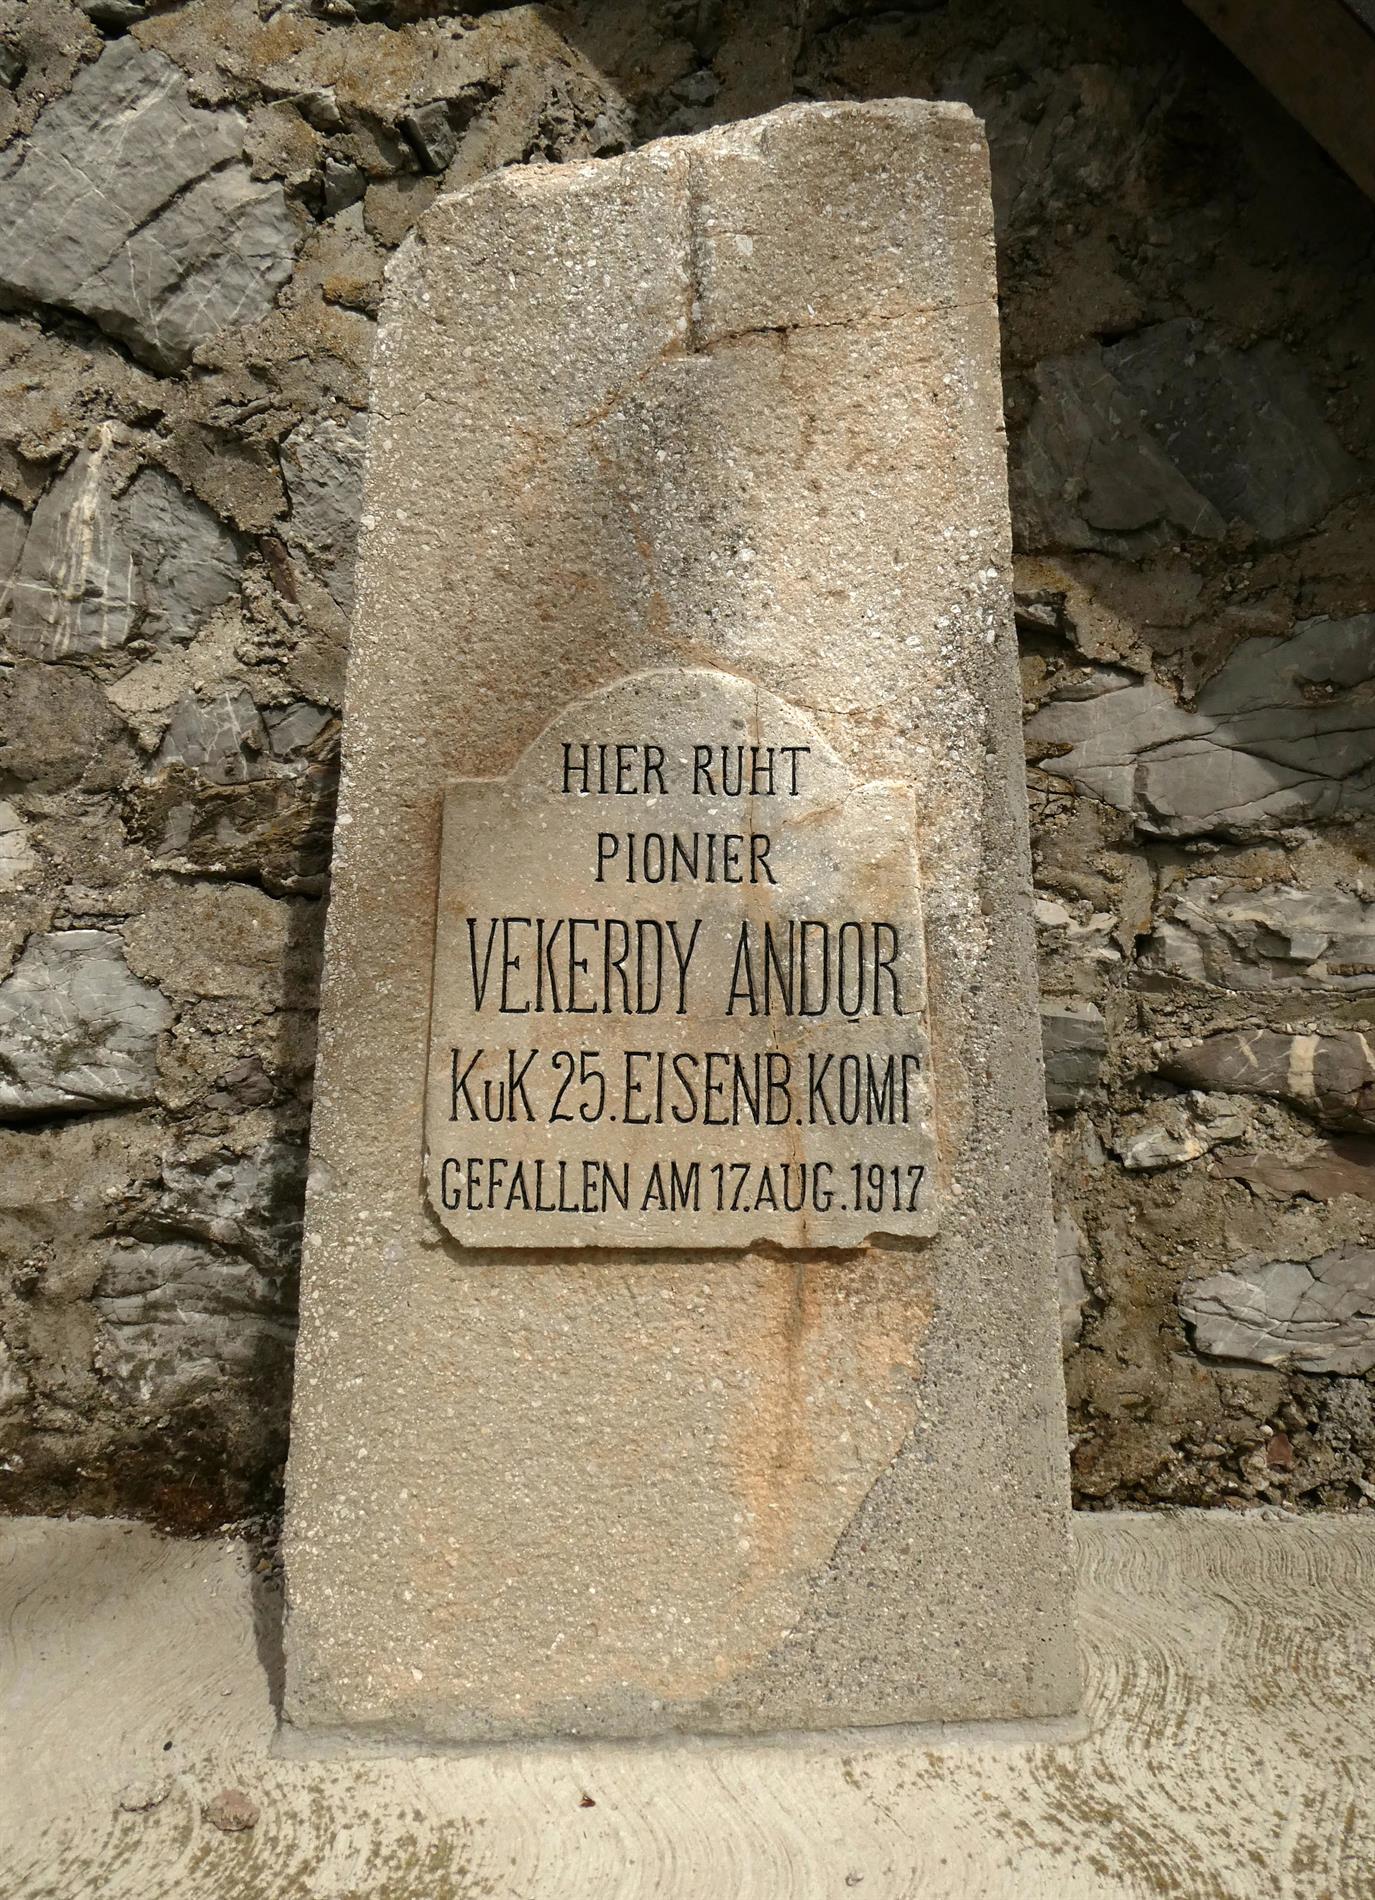 HIER RUHT
PIONIER
VEKERDY ANDOR
KuK 25. EISENB. KOMP
GEFALLEN AM 17. AUG. 1917